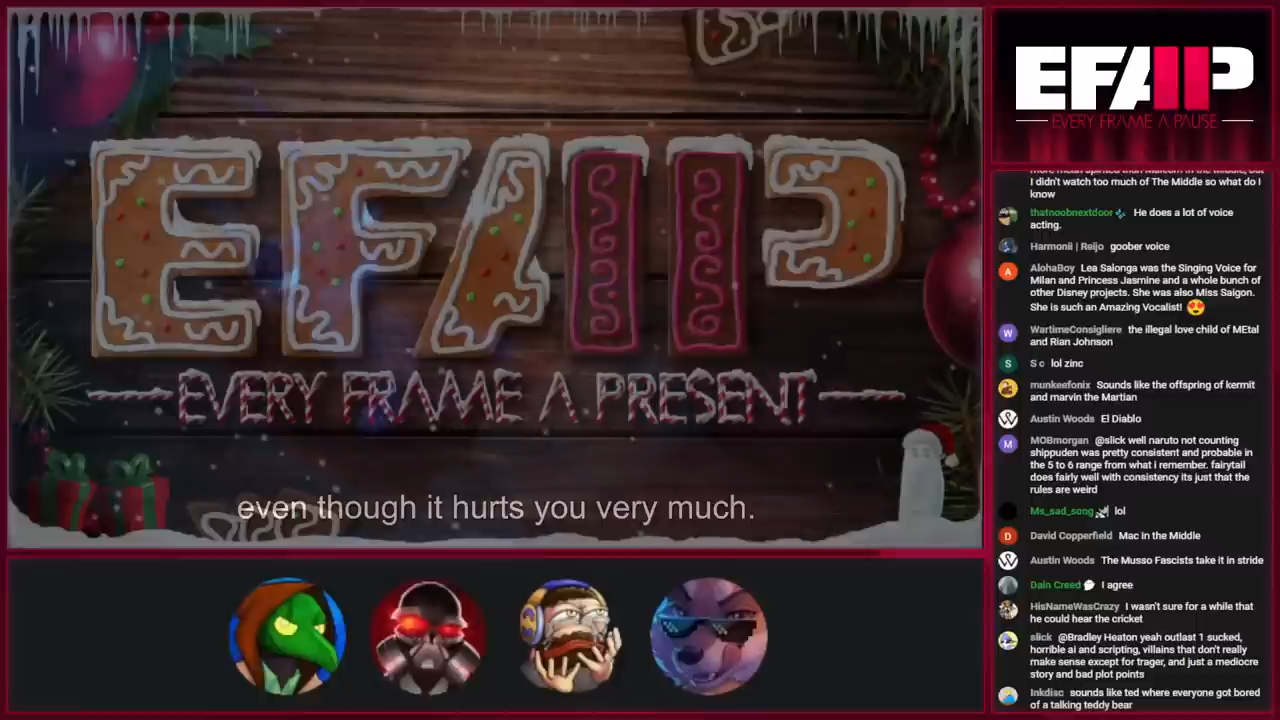 EFAP
EVERY FRAME A PRESENT
even though it hurts you very much.
EFAP
EVERY FRAME A PAUSE
I didn't watch too much of The Middle so what do I
know
thatnoobnextdoor He does a lot of voice
acting.
Harmonii | Reijo goober voice
A AlohaBoy Lea Salonga was the Singing Voice for
Milan and Princess Jasmine and a whole bunch of
other Disney projects. She was also Miss Saigon.
She is such an Amazing Vocalist!
W WartimeConsigliere the illegal love child of MEtal
and Rian Johnson
S S c lol zinc
munkeefonix Sounds like the offspring of kermit
and marvin the Martian
Austin Woods El Diablo
M MOBmorgan @slick well naruto not counting
shippuden was pretty consistent and probable in
the 5 to 6 range from what i remember. fairytail
does fairly well with consistency its just that the
rules are weird
Ms_sad_song lol
D David Copperfield Mac in the Middle
Austin Woods The Musso Fascists take it in stride
Dain Creed I agree
HisNameWasCrazy I wasn't sure for a while that
he could hear the cricket
slick @Bradley Heaton yeah outlast 1 sucked,
horrible ai and scripting, villains that don't really
make sense except for trager, and just a mediocre
story and bad plot points
Inkdisc sounds like ted where everyone got bored
of a talking teddy bear